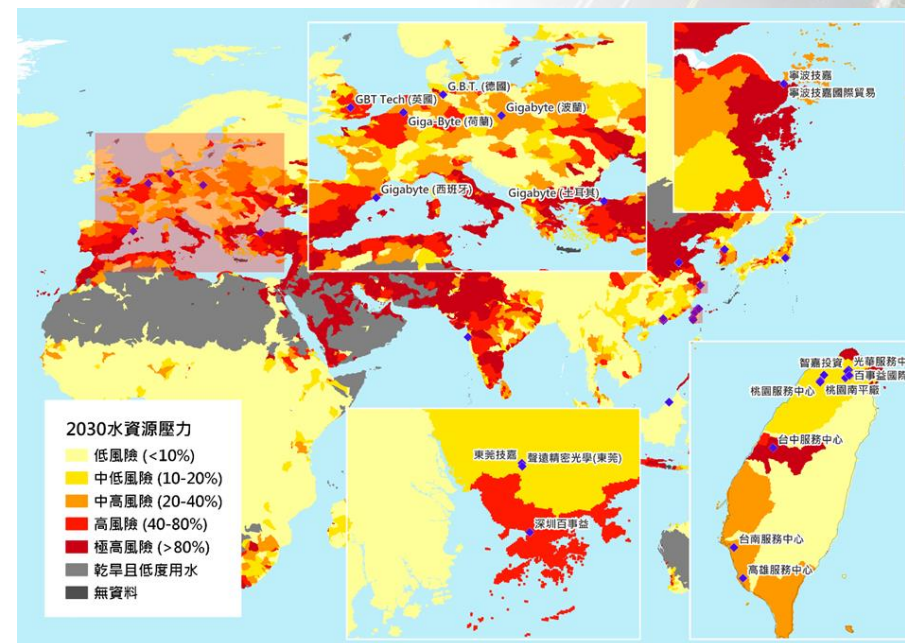 GBT Tech (英國)
G.B.T. (德國)
Giga-Byte (荷蘭)
Gigabyte (波蘭)
Gigabyte (西班牙)
Gigabyte (土耳其)
寧波技嘉
寧波技嘉國際貿易
2030水資源壓力
低風險 (<10%)
中低風險 (10-20%)
中高風險 (20-40%)
高風險 (40-80%)
極高風險 (>80%)
乾旱且低度用水
無資料
東莞技嘉
聲遠精密光學(東莞)
深圳百事益
智嘉投資
光華服務中
百事益國際
桃園服務中心
桃園南平廠
台中服務中心
台南服務中心
高雄服務中心